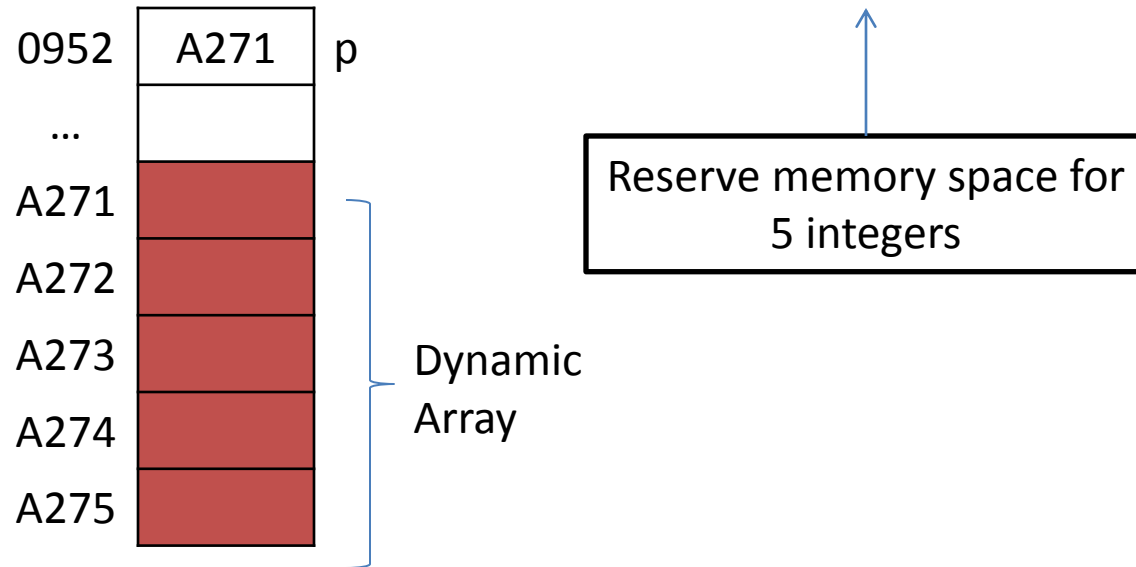 0952 A271 p
...
A271
A272
A273
A274
A275
Dynamic
Array
Reserve memory space for
5 integers